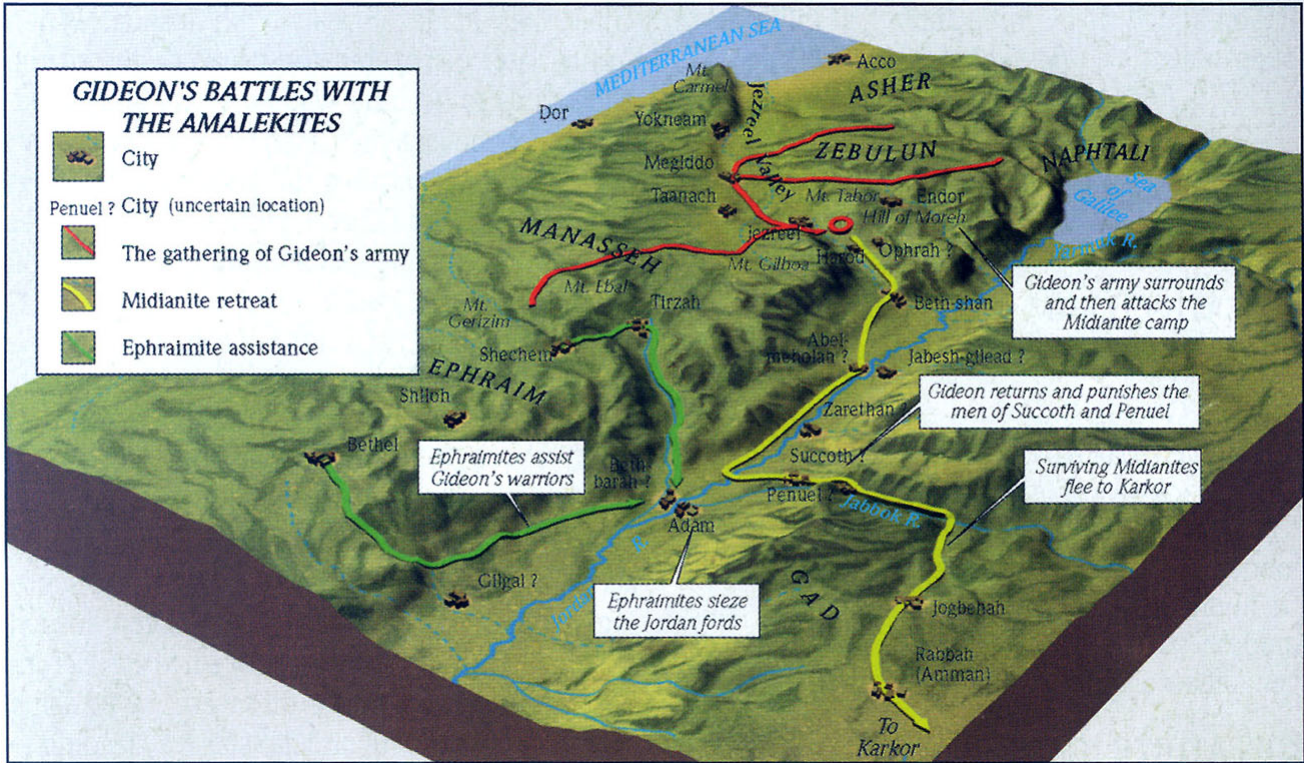 GIDEON'S BATTLES WITH
THE AMALEKITES
City
Penuel ? City (uncertain location)
The gathering of Gideon's army
Midianite retreat
Ephraimite assistance
MEDITERRANEAN SEA
Acco
Mt.
Carmel
ASHER
Dor
Yokneam
Jezreel Valley
ZEBULUN
NAPHTALI
Megiddo
Mt. Tabor
Sea
of
Galilee
Taanach
Endor
Hill of Moreh
Jezreel
MANASSEH
Harod
Ophrah ?
Yarmuk R.
Mt. Gilboa
Gideon's army surrounds
and then attacks the
Midianite camp
Mt. Ebal
Tirzah
Beth-shan
Mt.
Gerizim
Shechem
Abel-
meholah ?
Jabesh-gilead ?
EPHRAIM
Shiloh
Gideon returns and punishes the
men of Succoth and Penuel
Zarethan
Bethel
Ephraimites assist
Gideon's warriors
Beth-
barah ?
Succoth ?
Surviving Midianites
flee to Karkor
Penuel ?
Jabbok R.
Adam
Gilgal ?
Jordan R.
GAD
Ephraimites sieze
the Jordan fords
Jogbehah
Rabbah
(Amman)
To
Karkor